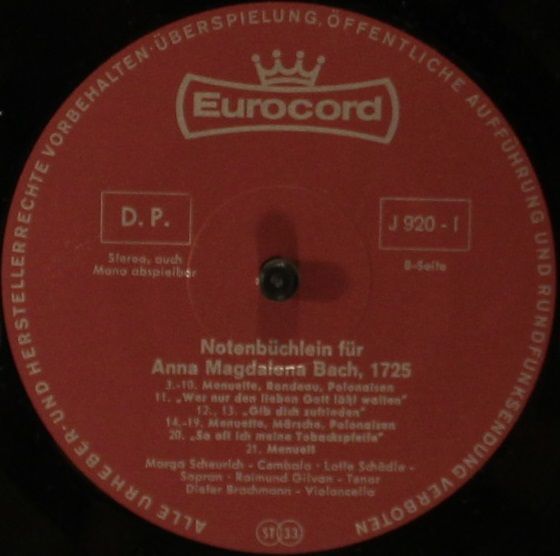 ALLE URHEBER- UND HERSTELLERRECHTE VORBEHALTEN · ÜBERSPIELUNG, ÖFFENTLICHE AUFFÜHRUNG UND RUNDFUNKSENDUNG VERBOTEN
Eurocord
D. P.
J 920 - I
Stereo, auch
Mono abspielbar
B-Seite
Notenbüchlein für
Anna Magdalena Bach, 1725
3.-10. Menuette, Rondeau, Polonaisen
11. „Wer nur den lieben Gott läßt walten"
12., 13. „Gib dich zufrieden"
14.-19. Menuette, Märsche, Polonaisen
20. „So oft ich meine Tobackspfeife"
21. Menuett
Marga Scheurich - Cembalo · Lotte Schädle -
Sopran · Raimund Gilvan - Tenor
Dieter Brachmann - Violoncello
ST 33